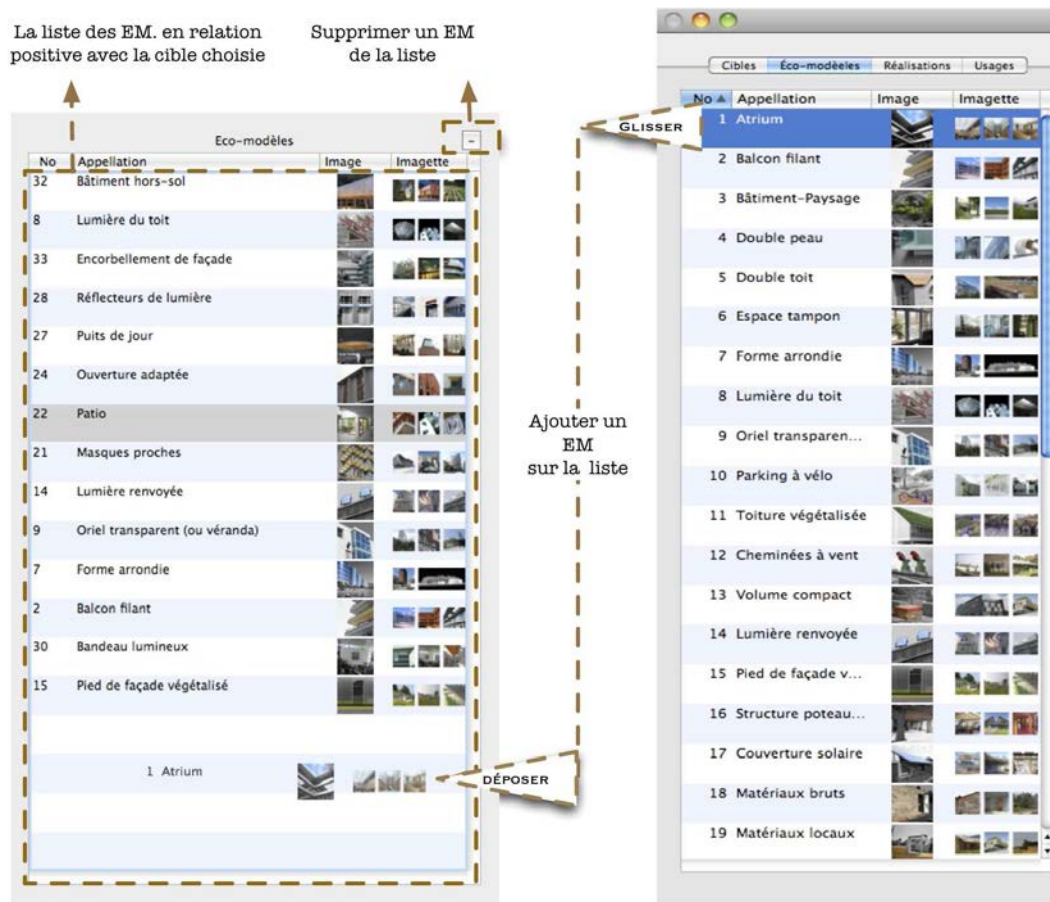 La liste des EM. en relation
positive avec la cible choisie
Supprimer un EM
de la liste
Eco-modèles
-
No Appellation Image Imagette
32 Bâtiment hors-sol
8 Lumière du toit
33 Encorbellement de façade
28 Réflecteurs de lumière
27 Puits de jour
24 Ouverture adaptée
22 Patio
21 Masques proches
14 Lumière renvoyée
9 Oriel transparent (ou véranda)
7 Forme arrondie
2 Balcon filant
30 Bandeau lumineux
15 Pied de façade végétalisé
1 Atrium
DÉPOSER
GLISSER
Ajouter un
EM
sur la liste
Cibles Éco-modèeles Réalisations Usages
No Appellation Image Imagette
1 Atrium
2 Balcon filant
3 Bâtiment-Paysage
4 Double peau
5 Double toit
6 Espace tampon
7 Forme arrondie
8 Lumière du toit
9 Oriel transparen...
10 Parking à vélo
11 Toiture végétalisée
12 Cheminées à vent
13 Volume compact
14 Lumière renvoyée
15 Pied de façade v...
16 Structure poteau...
17 Couverture solaire
18 Matériaux bruts
19 Matériaux locaux